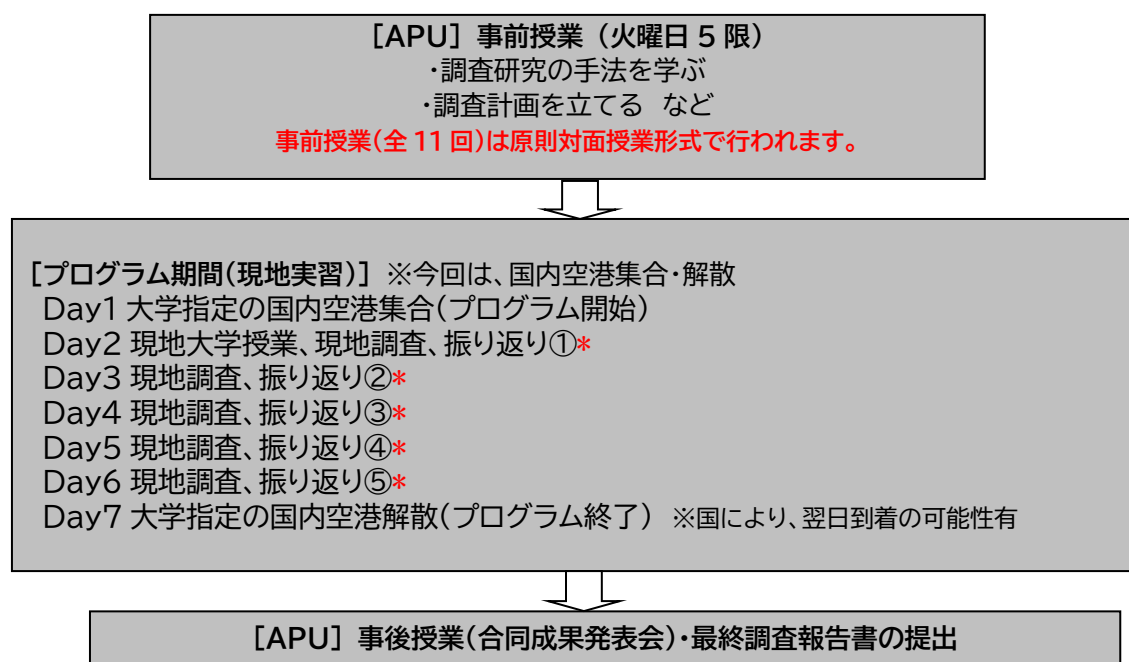 [APU] 事前授業 (火曜日 5 限)
・調査研究の手法を学ぶ
・調査計画を立てる など
事前授業(全 11 回)は原則対面授業形式で行われます。
[プログラム期間(現地実習)] ※今回は、国内空港集合・解散
Day1 大学指定の国内空港集合(プログラム開始)
Day2 現地大学授業、現地調査、振り返り①*
Day3 現地調査、振り返り②*
Day4 現地調査、振り返り③*
Day5 現地調査、振り返り④*
Day6 現地調査、振り返り⑤*
Day7 大学指定の国内空港解散(プログラム終了) ※国により、翌日到着の可能性有
[APU] 事後授業(合同成果発表会)・最終調査報告書の提出